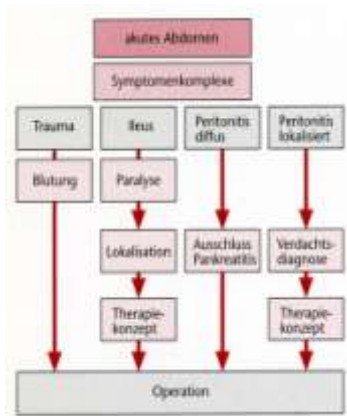 akutes Abdomen
Symptomenkomplexe
Trauma
Ileus
Peritonitis
diffus
Peritonitis
lokalisiert
Blutung
Paralyse
Lokalisation
Ausschluss
Pankreatitis
Verdachts-
diagnose
Therapie-
konzept
Therapie-
konzept
Operation